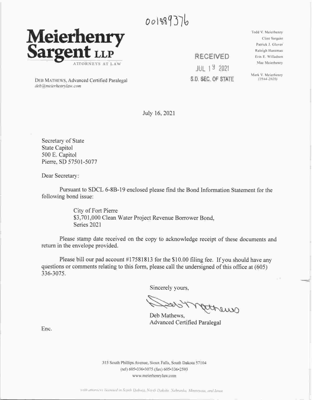 001889376
Meierhenry
Sargent LLP
ATTORNEYS AT LAW
DEB MATHEWS, Advanced Certified Paralegal
deb@meierhenrylaw.com
Todd V. Meierhenry
Clint Sargent
Patrick J. Glover
Raleigh Hansman
Erin E. Willadsen
Mae Meierhenry
Mark V. Meierhenry
RECEIVED
JUL 19 2021
S.D. SEC. OF STATE
July 16, 2021
Secretary of State
State Capitol
500 E. Capitol
Pierre, SD 57501-5077
Dear Secretary:
Pursuant to SDCL 6-8B-19 enclosed please find the Bond Information Statement for the
following bond issue:
City of Fort Pierre
$3,701,000 Clean Water Project Revenue Borrower Bond,
Series 2021
Please stamp date received on the copy to acknowledge receipt of these documents and
return in the envelope provided.
Please bill our pad account #17581813 for the $10.00 filing fee. If you should have any
questions or comments relating to this form, please call the undersigned of this office at (605)
336-3075.
Sincerely yours,
Deb Mathews
Deb Mathews,
Advanced Certified Paralegal
Enc.
315 South Phillips Avenue, Sioux Falls, South Dakota 57104
(tel) 605-336-3075 (fax) 605-336-2593
www.meierhenrylaw.com